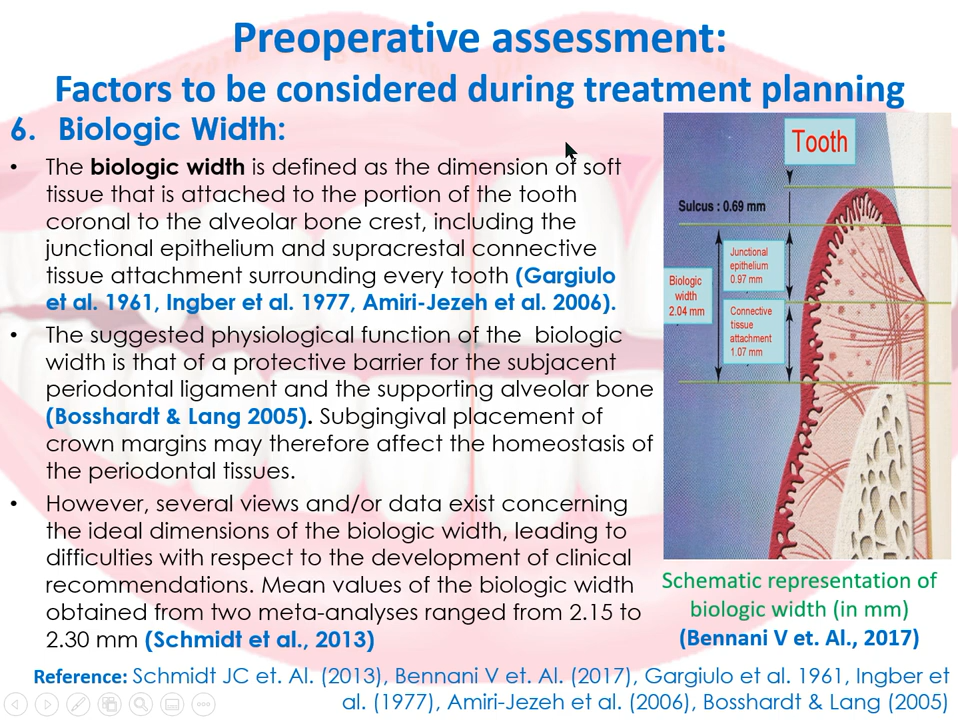 Preoperative assessment:
Factors to be considered during treatment planning
6. Biologic Width:
• The biologic width is defined as the dimension of soft
tissue that is attached to the portion of the tooth
coronal to the alveolar bone crest, including the
junctional epithelium and supracrestal connective
tissue attachment surrounding every tooth (Gargiulo
et al. 1961, Ingber et al. 1977, Amiri-Jezeh et al. 2006).
• The suggested physiological function of the biologic
width is that of a protective barrier for the subjacent
periodontal ligament and the supporting alveolar bone
(Bosshardt & Lang 2005). Subgingival placement of
crown margins may therefore affect the homeostasis of
the periodontal tissues.
• However, several views and/or data exist concerning
the ideal dimensions of the biologic width, leading to
difficulties with respect to the development of clinical
recommendations. Mean values of the biologic width
obtained from two meta-analyses ranged from 2.15 to
2.30 mm (Schmidt et al., 2013)
Tooth
Sulcus : 0.69 mm
Biologic
width
2.04 mm
Junctional
epithelium
0.97 mm
Connective
tissue
attachment
1.07 mm
Schematic representation of
biologic width (in mm)
(Bennani V et. Al., 2017)
Reference: Schmidt JC et. Al. (2013), Bennani V et. Al. (2017), Gargiulo et al. 1961, Ingber et
al. (1977), Amiri-Jezeh et al. (2006), Bosshardt & Lang (2005)